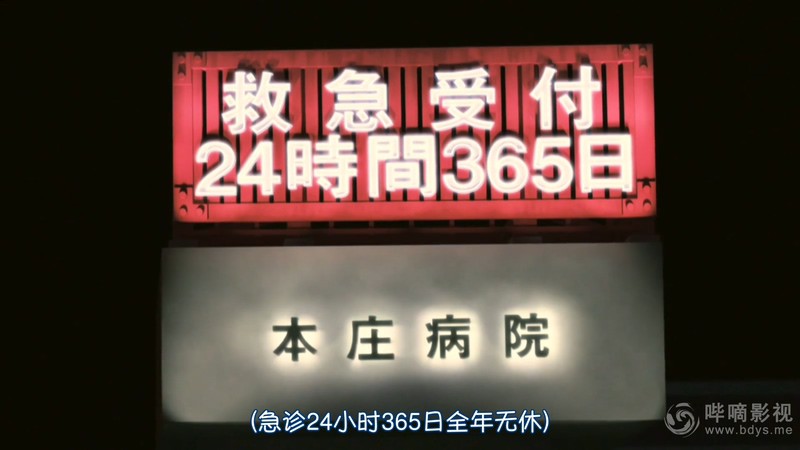 救急受付
24時間365日
本庄病院
(急诊24小时365日全年无休)
哔嘀影视
www.bdys.me